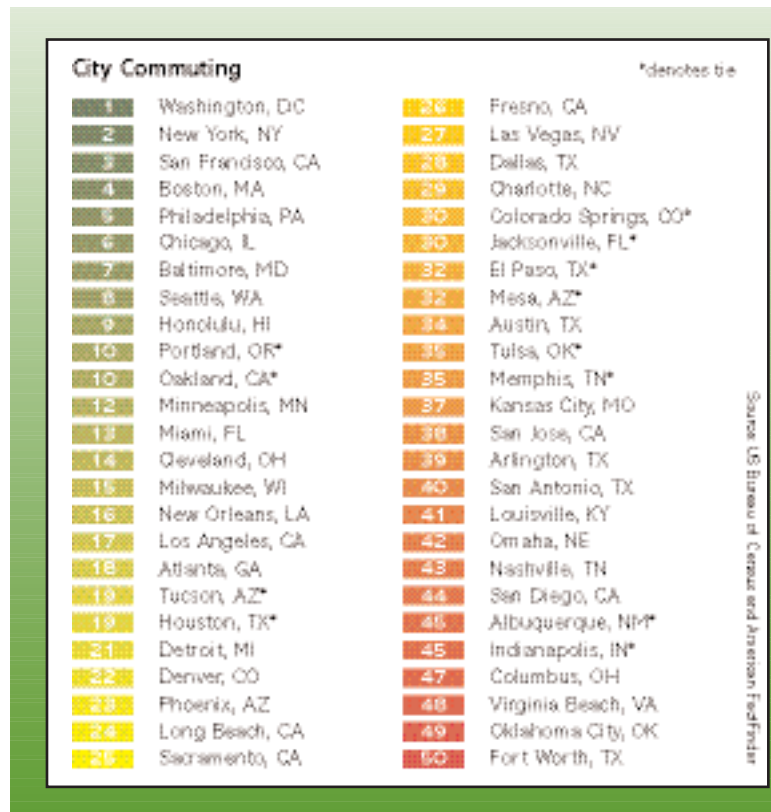 City Commuting
*denotes tie
1 Washington, DC
2 New York, NY
3 San Francisco, CA
4 Boston, MA
5 Philadelphia, PA
6 Chicago, IL
7 Baltimore, MD
8 Seattle, WA
9 Honolulu, HI
10 Portland, OR*
10 Oakland, CA*
12 Minneapolis, MN
13 Miami, FL
14 Cleveland, OH
15 Milwaukee, WI
16 New Orleans, LA
17 Los Angeles, CA
18 Atlanta, GA
19 Tucson, AZ*
19 Houston, TX*
21 Detroit, MI
22 Denver, CO
23 Phoenix, AZ
24 Long Beach, CA
25 Sacramento, CA
26 Fresno, CA
27 Las Vegas, NV
28 Dallas, TX
29 Charlotte, NC
30 Colorado Springs, CO*
30 Jacksonville, FL*
32 El Paso, TX*
32 Mesa, AZ*
34 Austin, TX
35 Tulsa, OK*
35 Memphis, TN*
37 Kansas City, MO
38 San Jose, CA
39 Arlington, TX
40 San Antonio, TX
41 Louisville, KY
42 Omaha, NE
43 Nashville, TN
44 San Diego, CA
45 Albuquerque, NM*
45 Indianapolis, IN*
47 Columbus, OH
48 Virginia Beach, VA
49 Oklahoma City, OK
50 Fort Worth, TX
Source: US Bureau of Census and American FactFinder